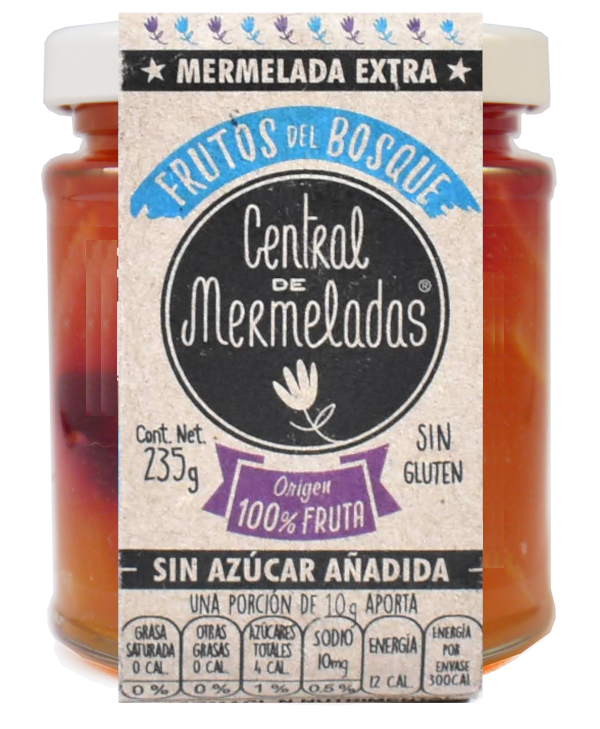 ★ MERMELADA EXTRA ★
FRUTOS DEL BOSQUE
Central
DE
Mermeladas®
Cont. Net.
235g
SIN
GLUTEN
Origen
100% FRUTA
SIN AZÚCAR AÑADIDA
UNA PORCIÓN DE 10g APORTA
GRASA SATURADA 0 CAL. 0%
OTRAS GRASAS 0 CAL. 0%
AZÚCARES TOTALES 4 CAL. 1%
SODIO 10mg 0.5%
ENERGÍA 12 CAL.
ENERGÍA POR ENVASE 300CAL